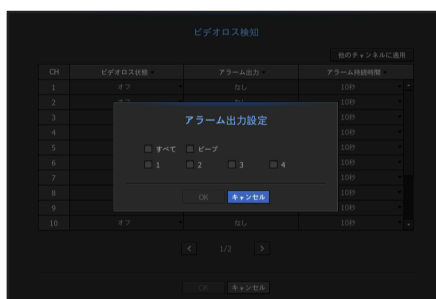 ビデオロス検知
他のチャンネルに適用
CH ビデオロス状態 アラーム出力 アラーム持続時間
1 オフ なし 10秒
2 オフ 10秒
3 10秒
4 10秒
5 10秒
6 10秒
7 10秒
8 10秒
9 10秒
10 オフ なし 10秒
アラーム出力設定
すべて ビープ
1 2 3 4
OK キャンセル
1/2
OK キャンセル